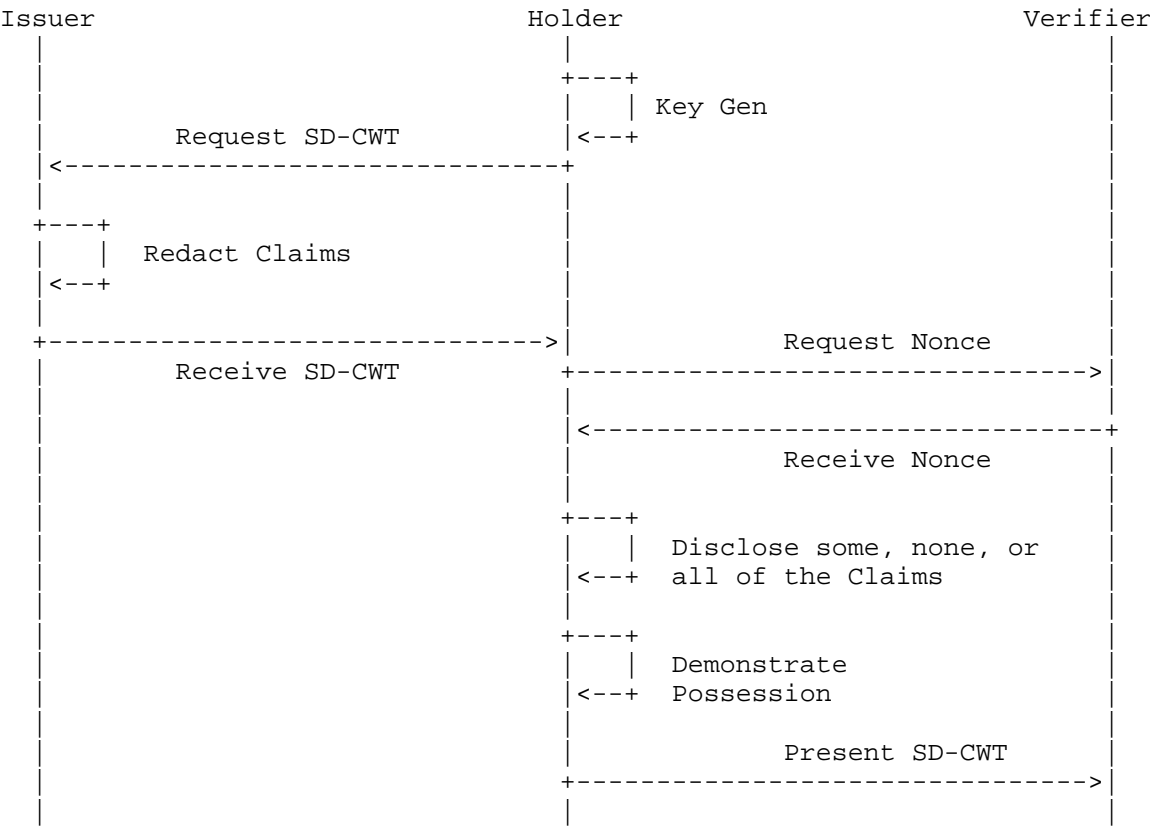 Issuer Holder Verifier
Key Gen
Request SD-CWT
Redact Claims
Request Nonce
Receive SD-CWT
Receive Nonce
Disclose some, none, or
all of the Claims
Demonstrate
Possession
Present SD-CWT